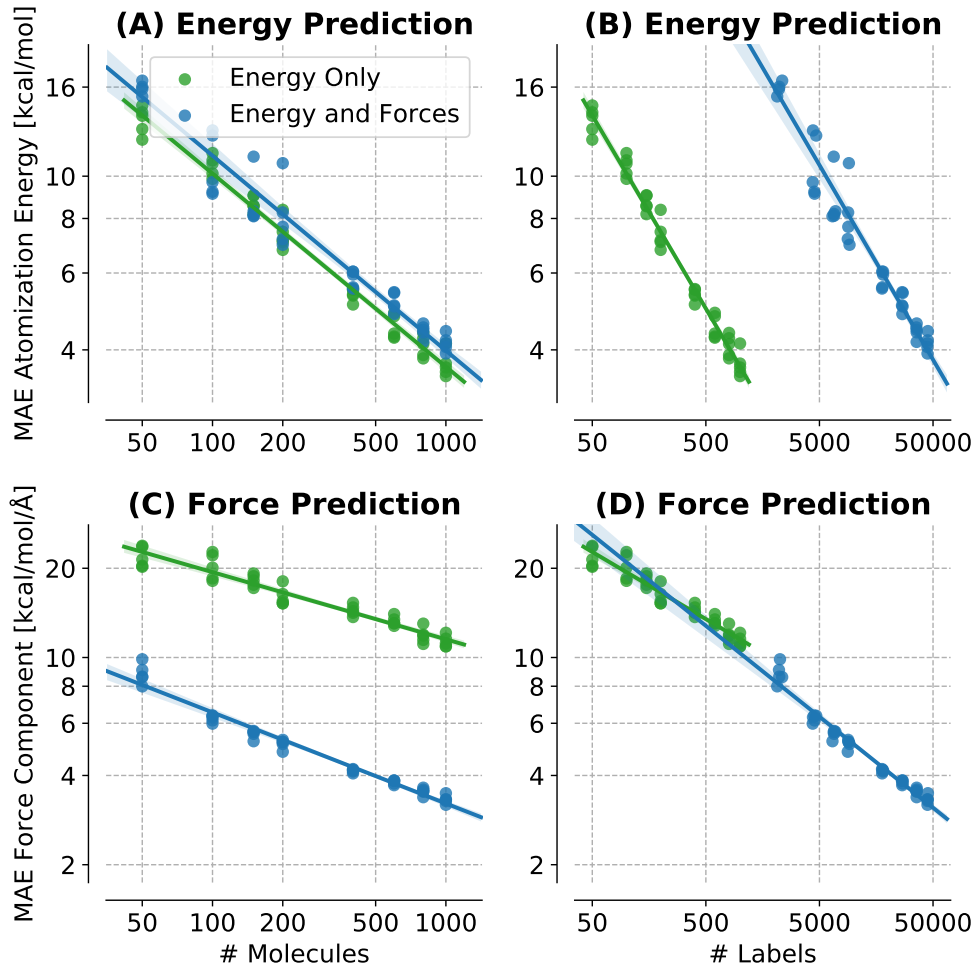 (A) Energy Prediction
(B) Energy Prediction
MAE Atomization Energy [kcal/mol]
Energy Only
Energy and Forces
16
10
8
6
4
50 100 200 500 1000
16
10
8
6
4
50 500 5000 50000
(C) Force Prediction
(D) Force Prediction
MAE Force Component [kcal/mol/Å]
20
10
8
6
4
2
50 100 200 500 1000
# Molecules
20
10
8
6
4
2
50 500 5000 50000
# Labels